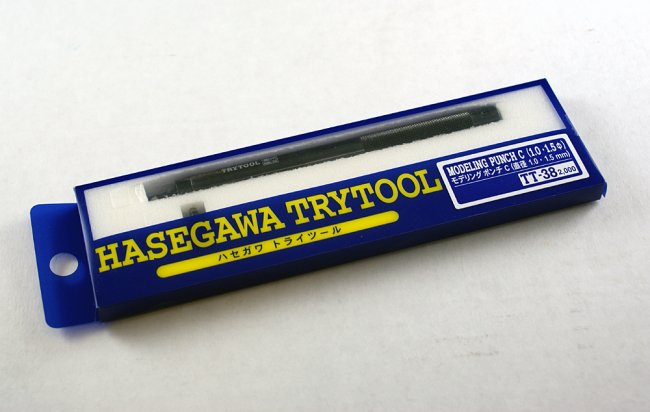 TRYTOOL
MODELING PUNCH C (1.0・1.5Φ)
モデリング ポンチ C (直径 1.0・1.5 mm)
TT-38 2,000
HASEGAWA TRYTOOL
ハセガワ トライツール